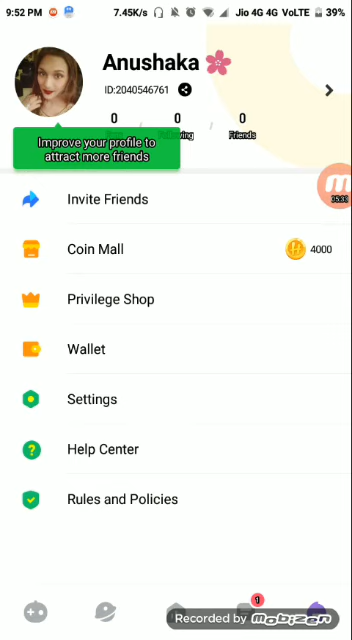 9:52 PM 7.45K/s Jio 4G 4G VoLTE 39%
Anushaka
ID:2040546761
0 / 0 / 0
Friends
Improve your profile to
attract more friends
Invite Friends
Coin Mall 4000
Privilege Shop
Wallet
Settings
Help Center
Rules and Policies
1
Recorded by mobizen